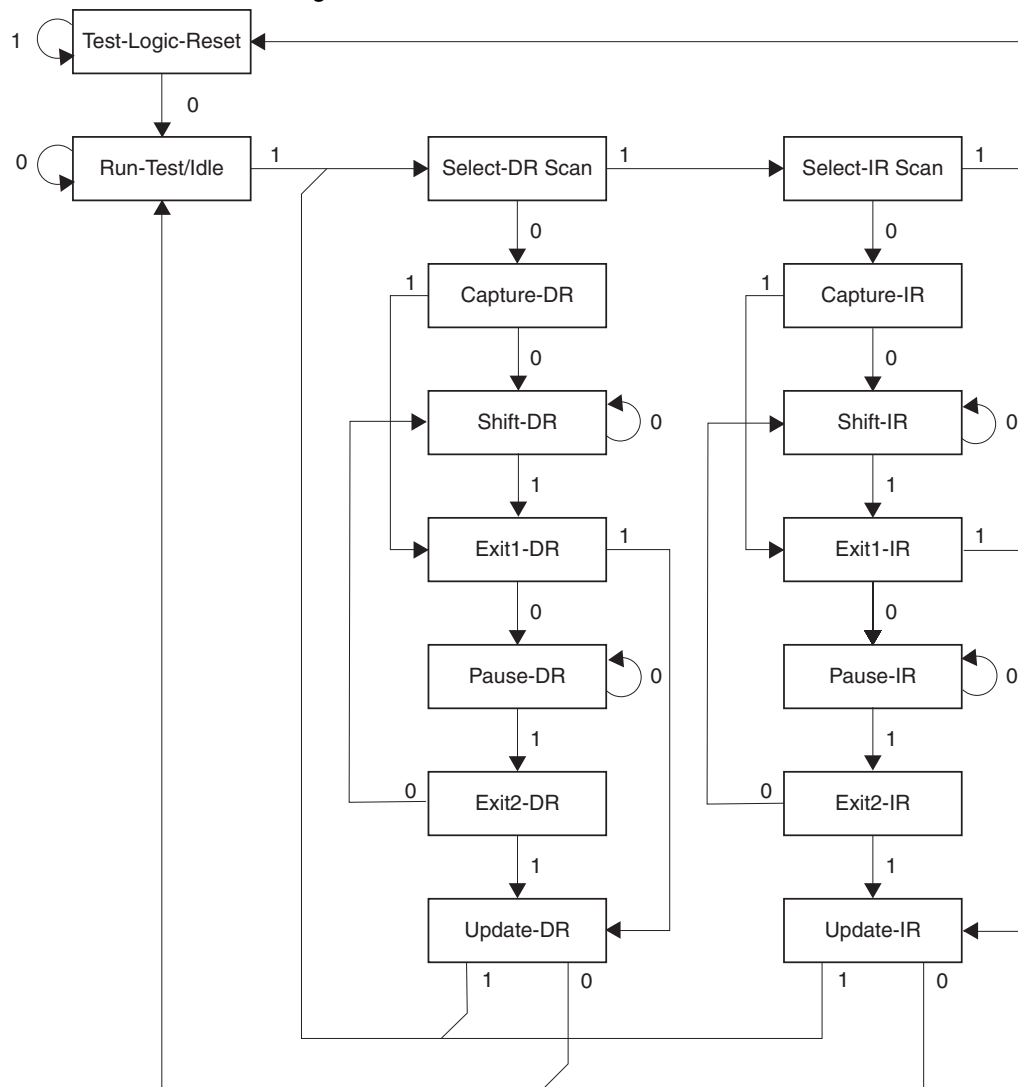 1
Test-Logic-Reset
0
0
Run-Test/Idle
1
Select-DR Scan
1
Select-IR Scan
1
0
0
1
Capture-DR
1
Capture-IR
0
0
Shift-DR
0
Shift-IR
0
1
1
Exit1-DR
1
Exit1-IR
1
0
0
Pause-DR
0
Pause-IR
0
1
1
0
Exit2-DR
0
Exit2-IR
1
1
Update-DR
Update-IR
1
0
1
0